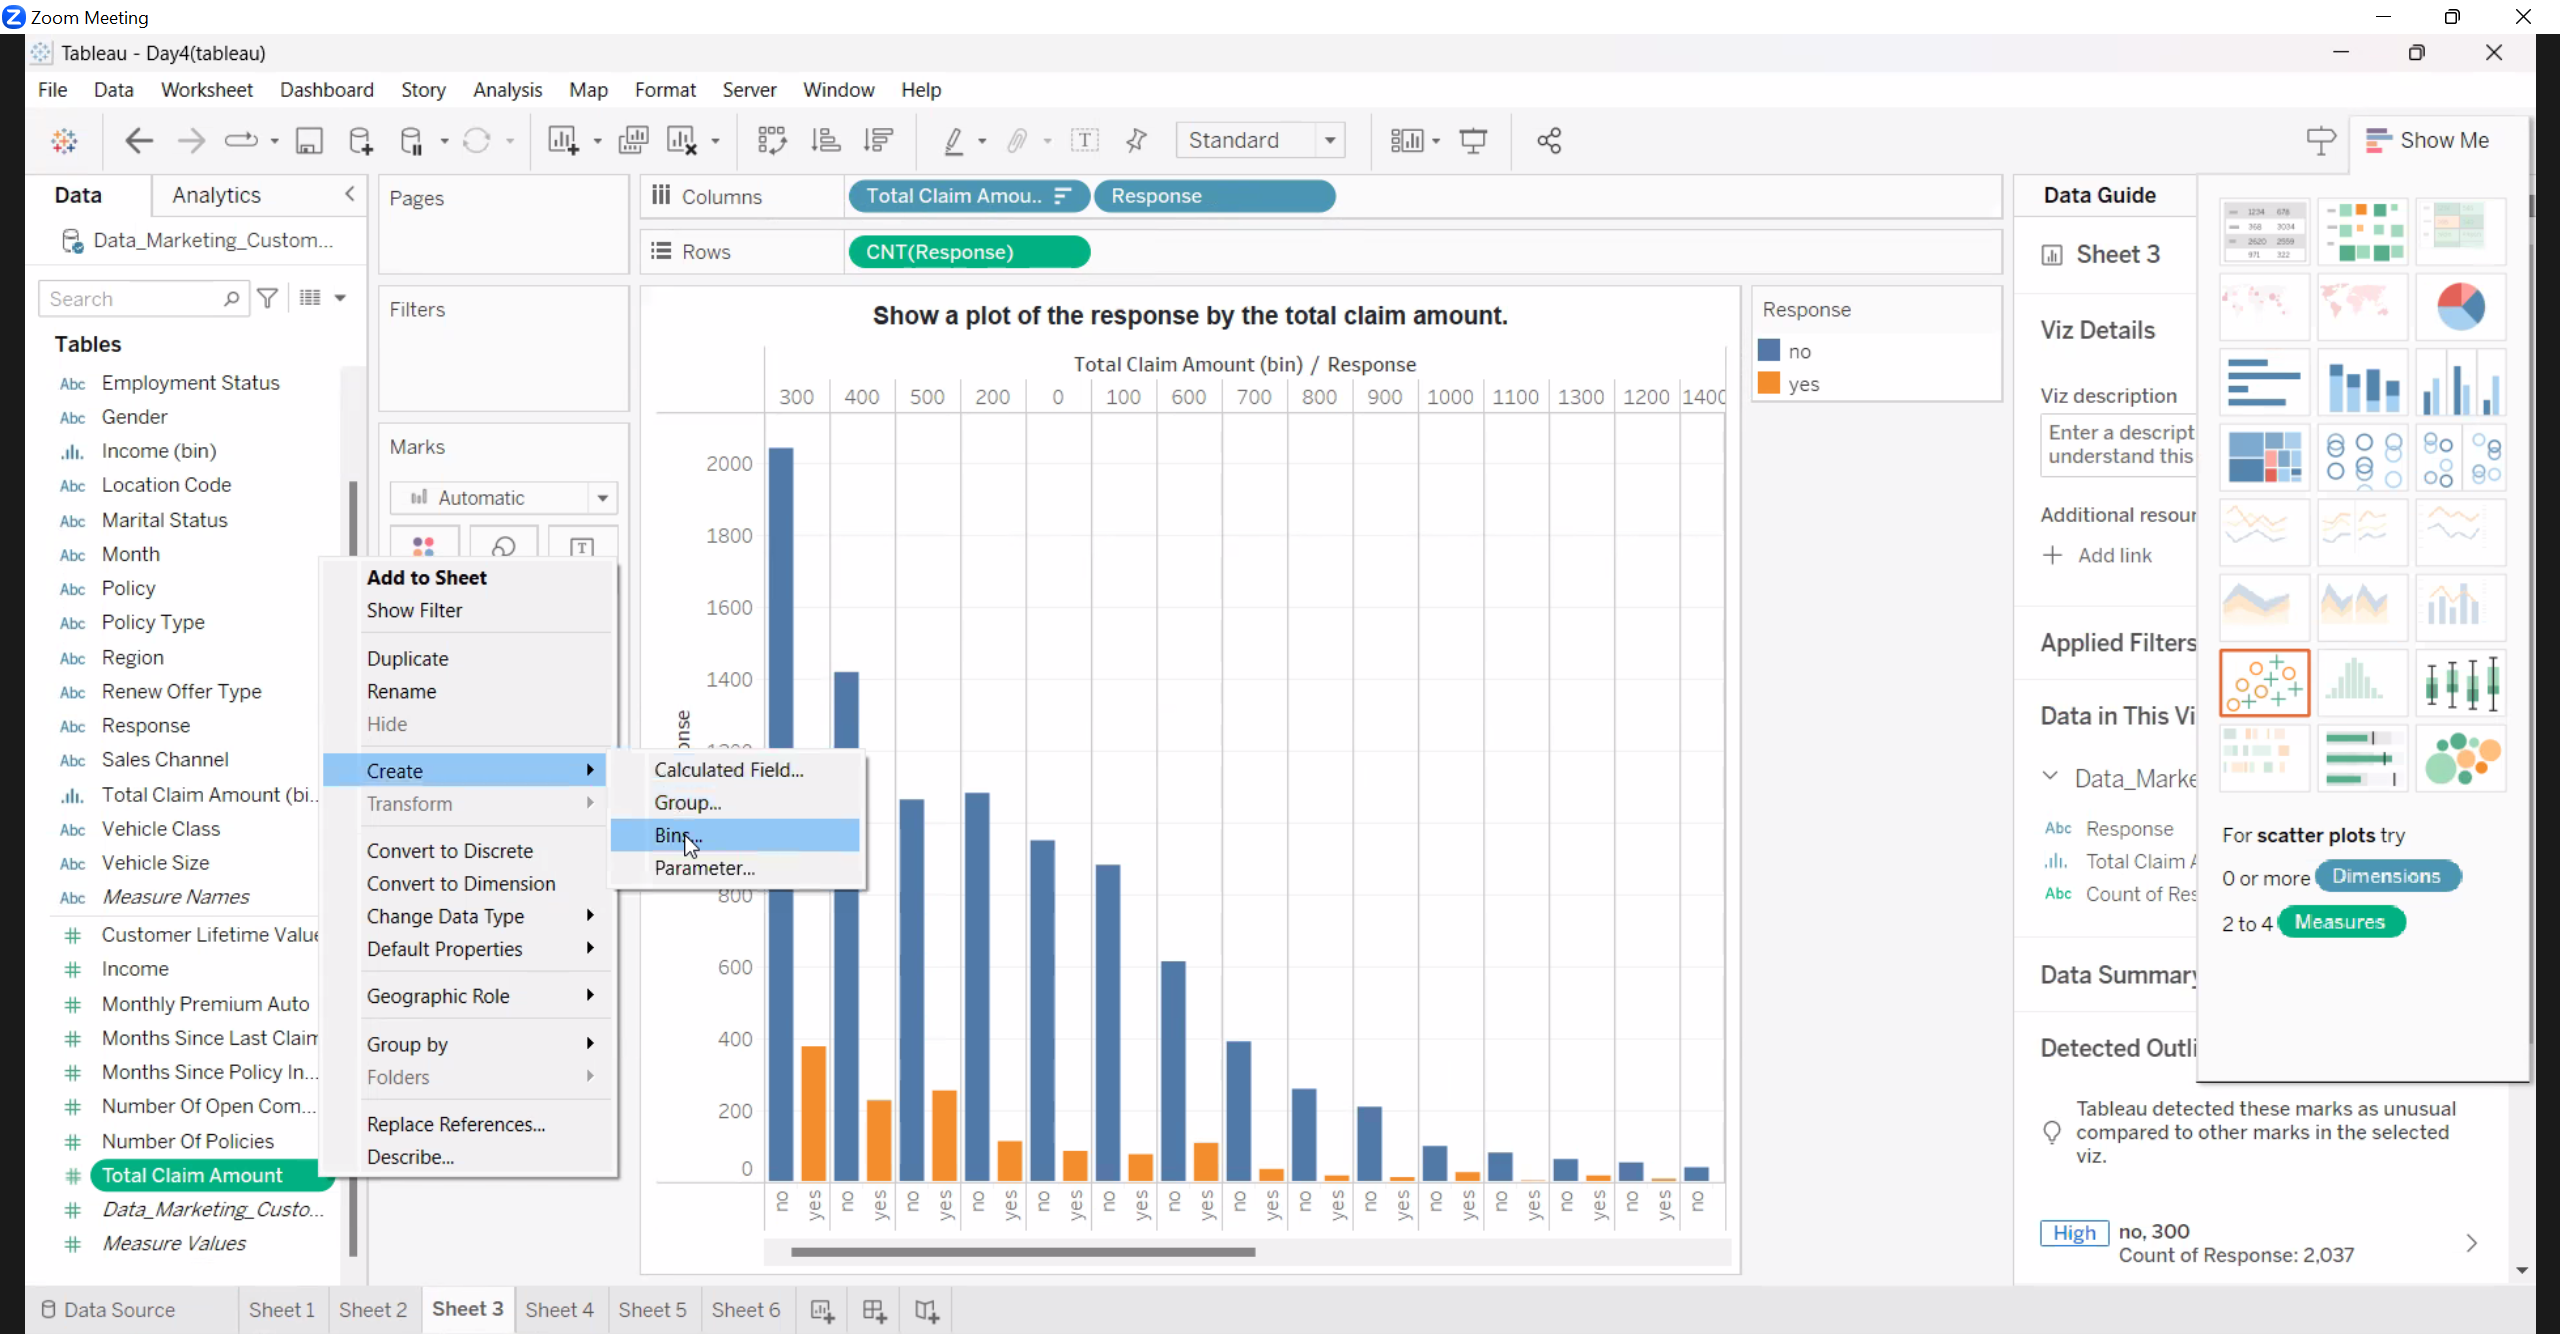 Zoom Meeting
Tableau - Day4(tableau)
File Data Worksheet Dashboard Story Analysis Map Format Server Window Help
Standard
Show Me
Data Analytics
Data_Marketing_Custom...
Search
Tables
Abc Employment Status
Abc Gender
Income (bin)
Abc Location Code
Abc Marital Status
Abc Month
Abc Policy
Abc Policy Type
Abc Region
Abc Renew Offer Type
Abc Response
Abc Sales Channel
Total Claim Amount (bi...
Abc Vehicle Class
Abc Vehicle Size
Abc Measure Names
# Customer Lifetime Value
# Income
# Monthly Premium Auto
# Months Since Last Claim
# Months Since Policy In...
# Number Of Open Com...
# Number Of Policies
# Total Claim Amount
# Data_Marketing_Custo...
# Measure Values
Pages
Filters
Marks
Automatic
T
Add to Sheet
Show Filter
Duplicate
Rename
Hide
Create
Transform
Convert to Discrete
Convert to Dimension
Change Data Type
Default Properties
Geographic Role
Group by
Folders
Replace References...
Describe...
Calculated Field...
Group...
Bins...
Parameter...
Columns
Total Claim Amou.. Response
Rows
CNT(Response)
Show a plot of the response by the total claim amount.
Total Claim Amount (bin) / Response
300 400 500 200 0 100 600 700 800 900 1000 1100 1300 1200 1400
2000
1800
1600
1400
800
600
400
200
0
no yes no yes no yes no yes no yes no yes no yes no yes no yes no yes no yes no yes no yes no yes no
Response
no
yes
Data Guide
Sheet 3
Viz Details
Viz description
Enter a descript
understand this
Additional resour
+ Add link
Applied Filters
Data in This Vi
Data_Marke
Abc Response
Total Claim A
Abc Count of Res
Data Summary
Detected Outli
Tableau detected these marks as unusual
compared to other marks in the selected
viz.
High no, 300
Count of Response: 2,037
For scatter plots try
0 or more Dimensions
2 to 4 Measures
Data Source Sheet 1 Sheet 2 Sheet 3 Sheet 4 Sheet 5 Sheet 6